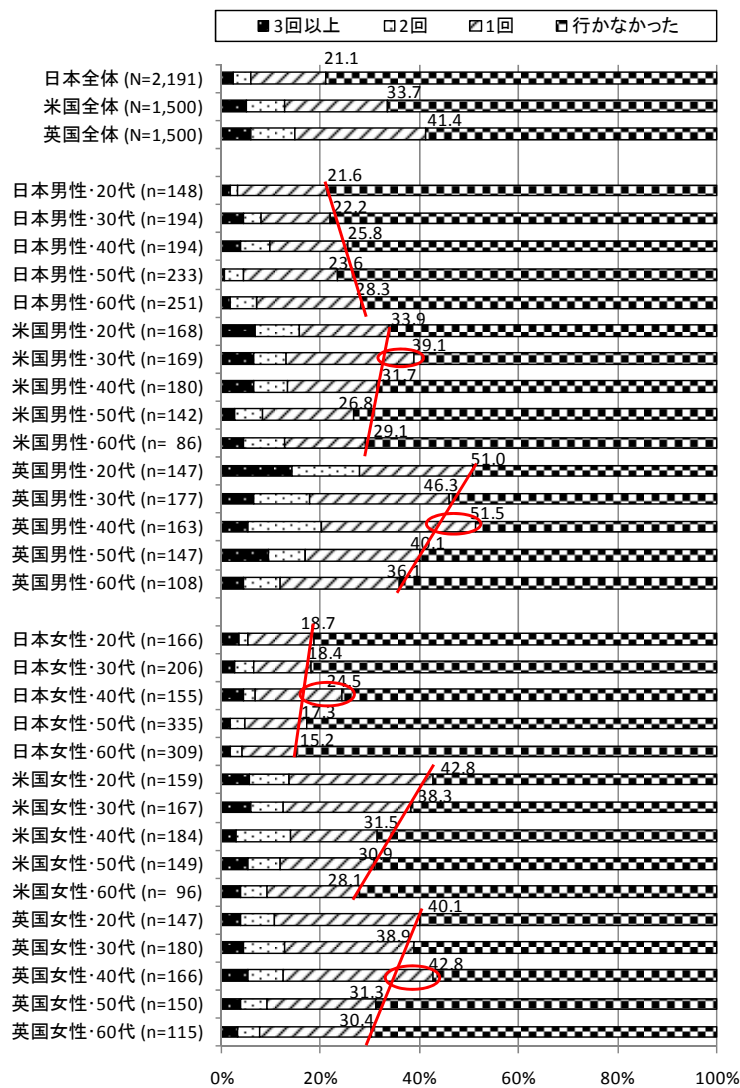 ■3回以上 □2回 □1回 □行かなかった
21.1
日本全体 (N=2,191)
33.7
米国全体 (N=1,500)
41.4
英国全体 (N=1,500)
21.6
日本男性・20代 (n=148)
22.2
日本男性・30代 (n=194)
25.8
日本男性・40代 (n=194)
23.6
日本男性・50代 (n=233)
28.3
日本男性・60代 (n=251)
33.9
米国男性・20代 (n=168)
39.1
米国男性・30代 (n=169)
31.7
米国男性・40代 (n=180)
26.8
米国男性・50代 (n=142)
29.1
米国男性・60代 (n= 86)
51.0
英国男性・20代 (n=147)
46.3
英国男性・30代 (n=177)
51.5
英国男性・40代 (n=163)
40.1
英国男性・50代 (n=147)
36.1
英国男性・60代 (n=108)
18.7
日本女性・20代 (n=166)
18.4
日本女性・30代 (n=206)
24.5
日本女性・40代 (n=155)
17.3
日本女性・50代 (n=335)
15.2
日本女性・60代 (n=309)
42.8
米国女性・20代 (n=159)
38.3
米国女性・30代 (n=167)
31.5
米国女性・40代 (n=184)
30.9
米国女性・50代 (n=149)
28.1
米国女性・60代 (n= 96)
40.1
英国女性・20代 (n=147)
38.9
英国女性・30代 (n=180)
42.8
英国女性・40代 (n=166)
31.3
英国女性・50代 (n=150)
30.4
英国女性・60代 (n=115)
0% 20% 40% 60% 80% 100%